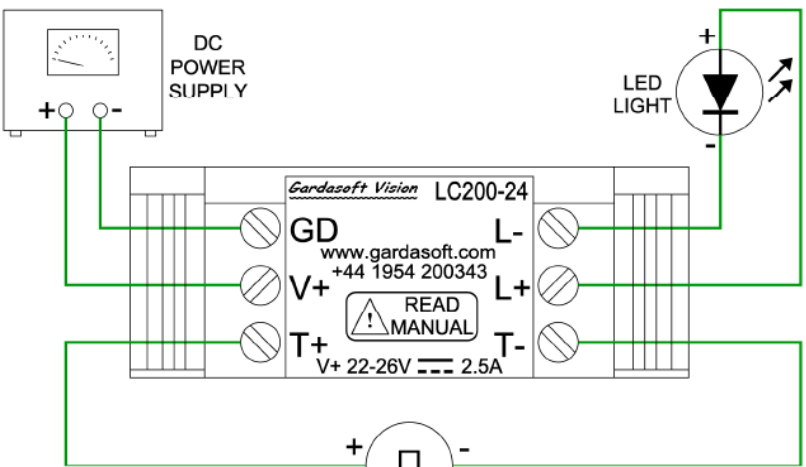 DC
POWER
SUPPLY
+ -
+
LED
LIGHT
-
Gardasoft Vision LC200-24
GD L-
www.gardasoft.com
+44 1954 200343
V+ L+
READ
MANUAL
T+ T-
V+ 22-26V 2.5A
+ -